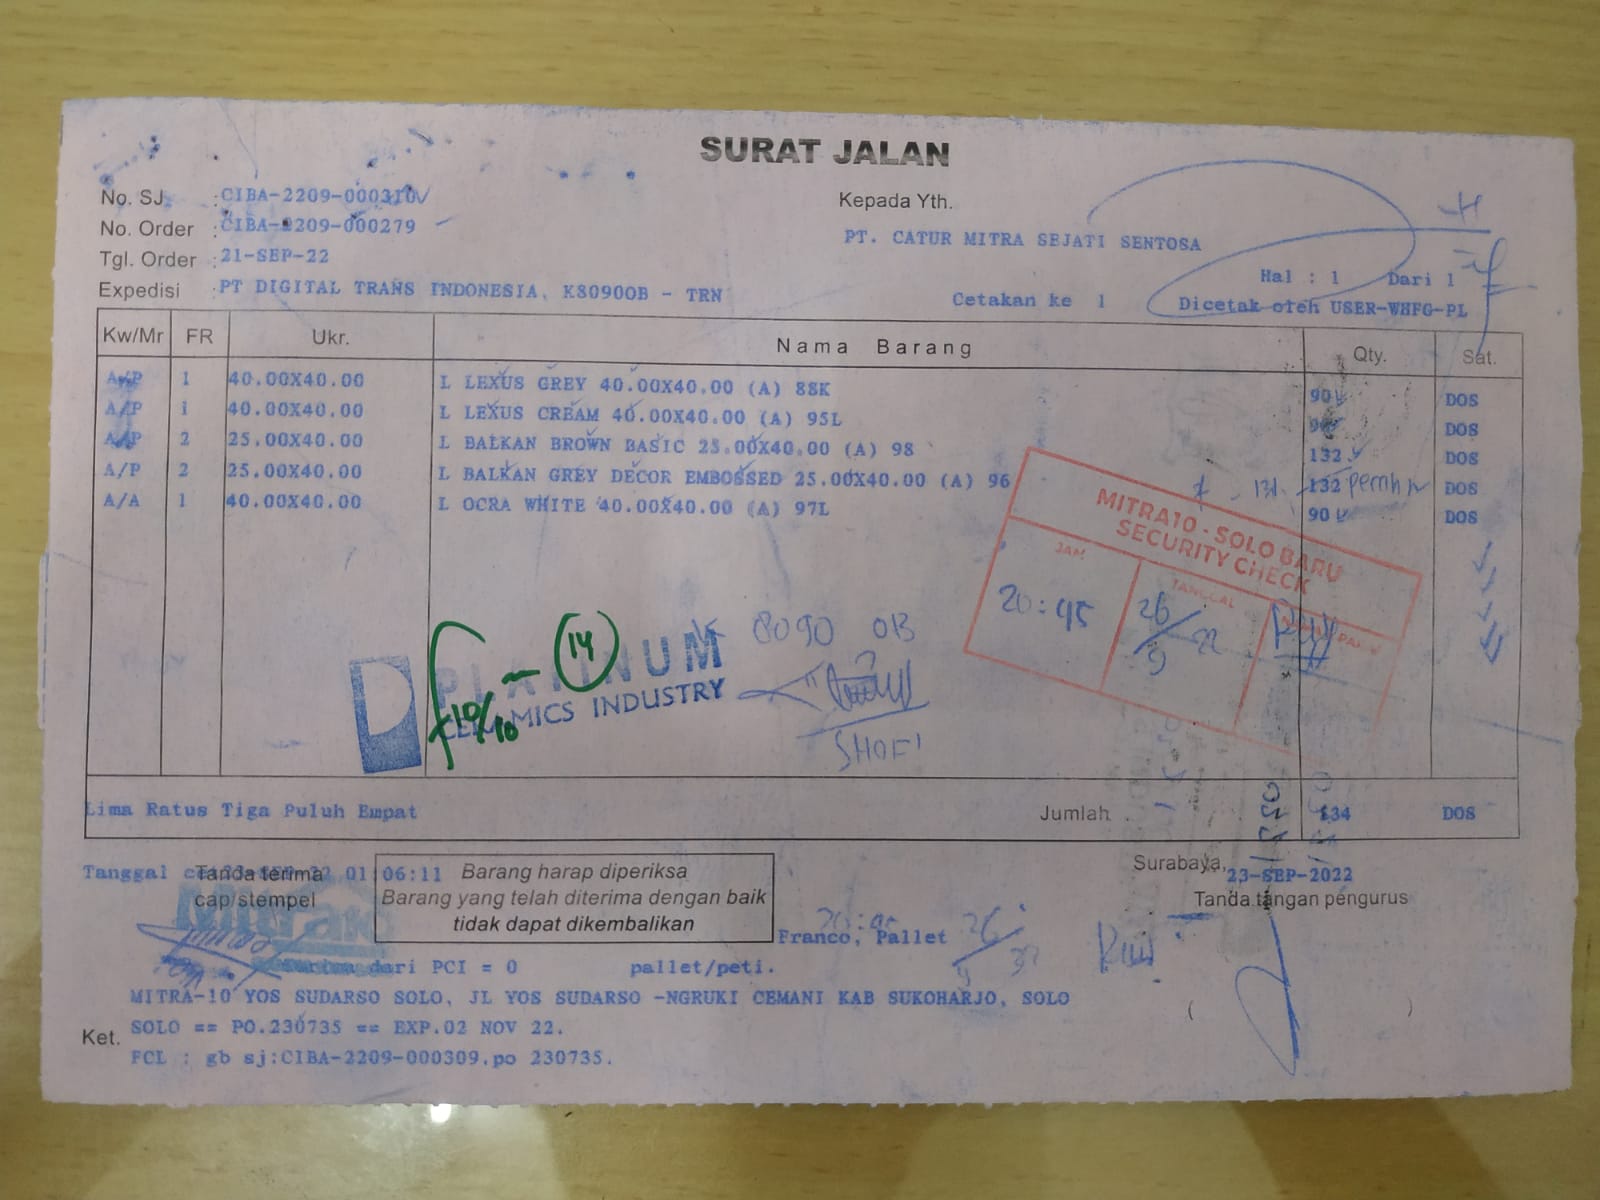 SURAT JALAN
No. SJ. :CIBA-2209-000310
No. Order :CIBA-2209-000279
Tgl. Order :21-SEP-22
Expedisi :PT DIGITAL TRANS INDONESIA, K8090OB - TRN
Kepada Yth.
PT. CATUR MITRA SEJATI SENTOSA
Hal : 1 Dari 1
Cetakan ke 1 Dicetak oleh USER-WHFG-PL
Kw/Mr FR Ukr. Nama Barang Qty. Sat.
A/P 1 40.00X40.00 L LEXUS GREY 40.00X40.00 (A) 88K 90 DOS
A/P 1 40.00X40.00 L LEXUS CREAM 40.00X40.00 (A) 95L DOS
A/P 2 25.00X40.00 L BALKAN BROWN BASIC 25.00X40.00 (A) 98 132 DOS
A/P 2 25.00X40.00 L BALKAN GREY DECOR EMBOSSED 25.00X40.00 (A) 96 131 132 DOS
A/A 1 40.00X40.00 L OCRA WHITE 40.00X40.00 (A) 97L 90 DOS
MITRA10 - SOLO BARU
SECURITY CHECK
JAM TANGGAL
20:45 26/9 22
8090 OB
SHOFI
14
10/10
PLATINUM
CERAMICS INDUSTRY
Lima Ratus Tiga Puluh Empat Jumlah 534 DOS
Tanggal 23-SEP-22 01:06:11
Tanda terima
cap/stempel
Mitra10
Barang harap diperiksa
Barang yang telah diterima dengan baik
tidak dapat dikembalikan
Surabaya, 23-SEP-2022
Tanda tangan pengurus
Franco, Pallet
20:45 26/9 22
dari PCI = 0 pallet/peti.
MITRA-10 YOS SUDARSO SOLO, JL YOS SUDARSO -NGRUKI CEMANI KAB SUKOHARJO, SOLO
Ket. SOLO == PO.230735 == EXP.02 NOV 22.
FCL : gb sj:CIBA-2209-000309.po 230735.
( )